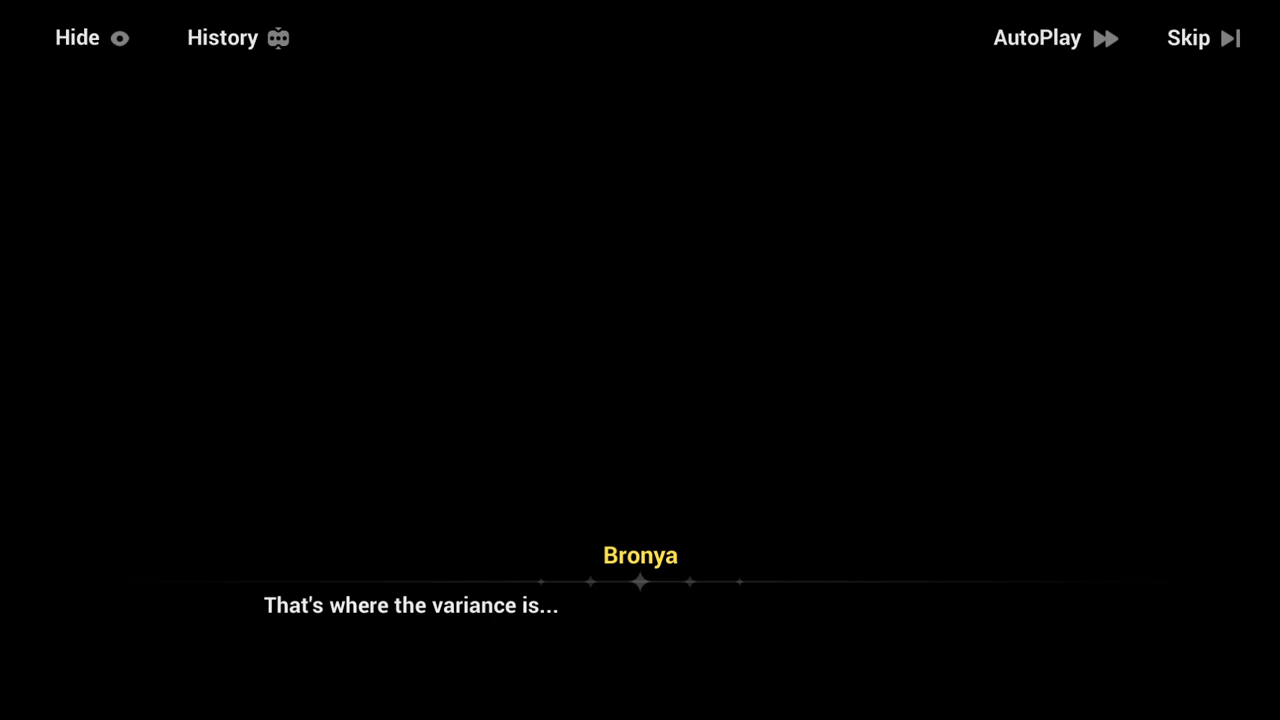 Hide
History
AutoPlay
Skip
Bronya
That's where the variance is...